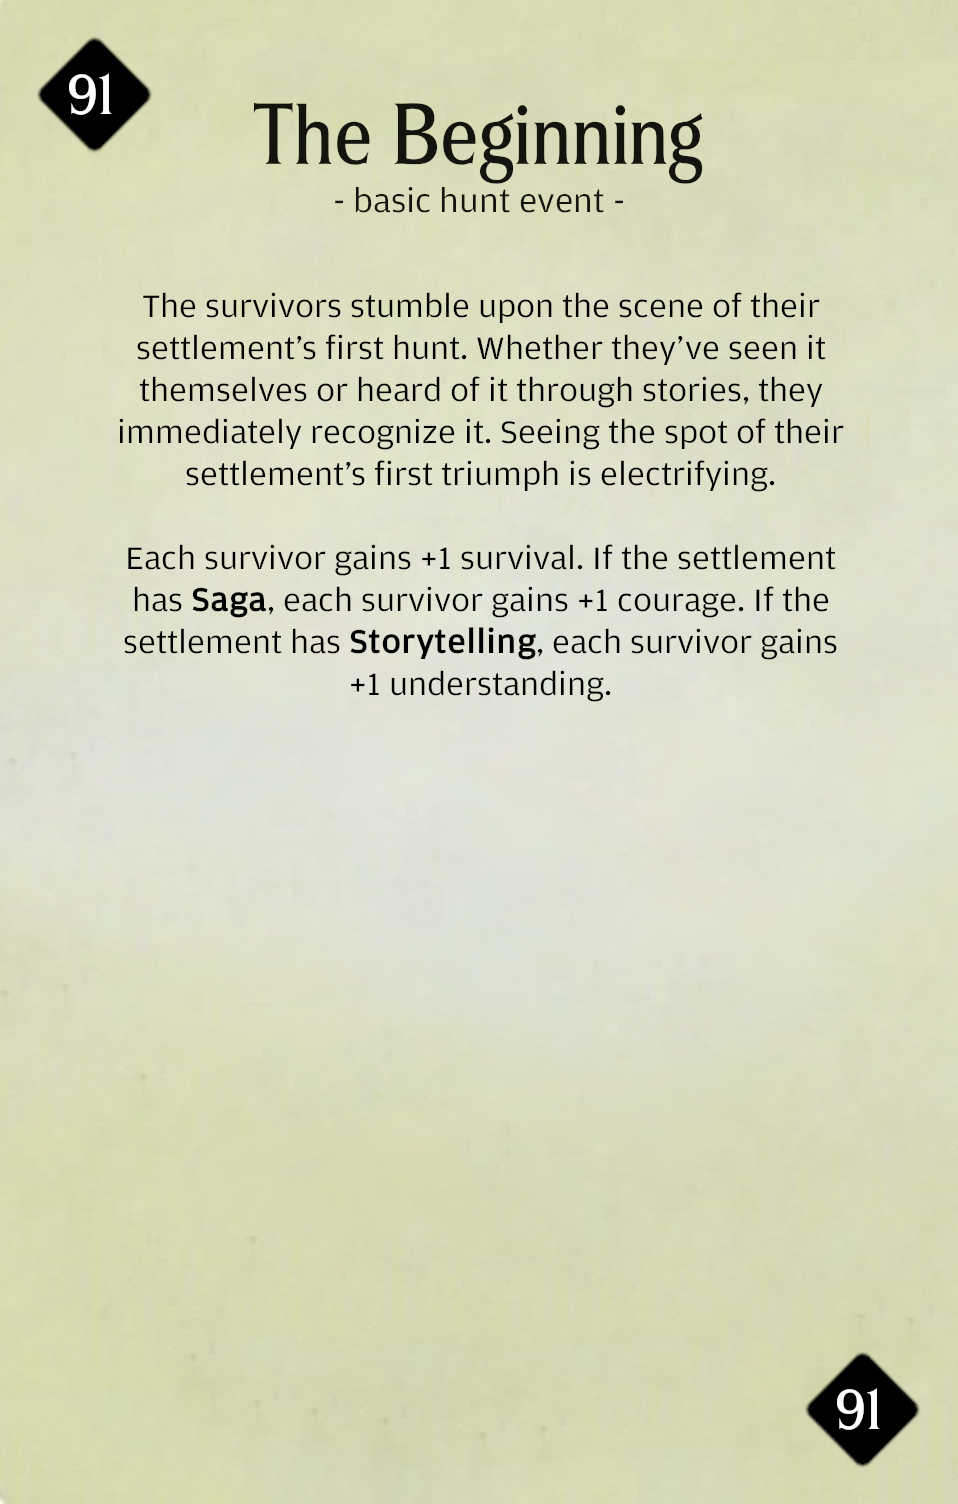 91
The Beginning
- basic hunt event -
The survivors stumble upon the scene of their
settlement’s first hunt. Whether they’ve seen it
themselves or heard of it through stories, they
immediately recognize it. Seeing the spot of their
settlement’s first triumph is electrifying.
Each survivor gains +1 survival. If the settlement
has Saga, each survivor gains +1 courage. If the
settlement has Storytelling, each survivor gains
+1 understanding.
91